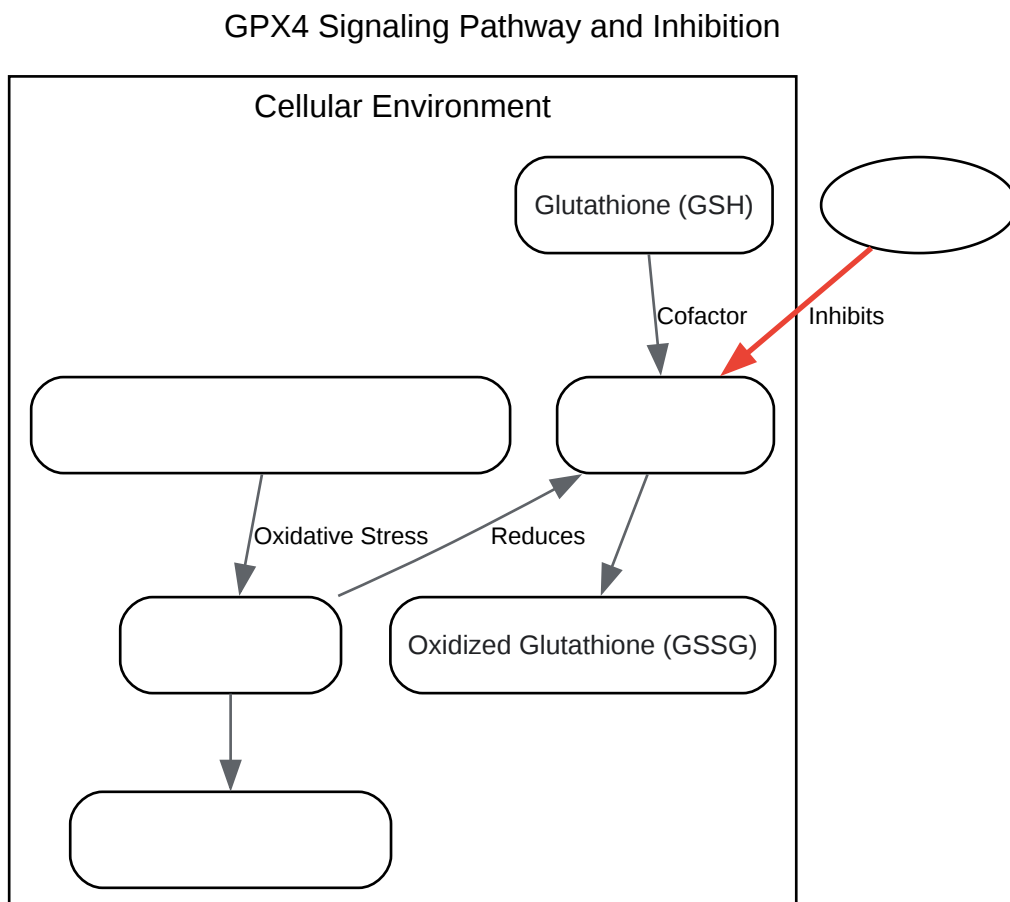 GPX4 Signaling Pathway and Inhibition
Cellular Environment
Glutathione (GSH)
Cofactor
Inhibits
Oxidative Stress
Reduces
Oxidized Glutathione (GSSG)